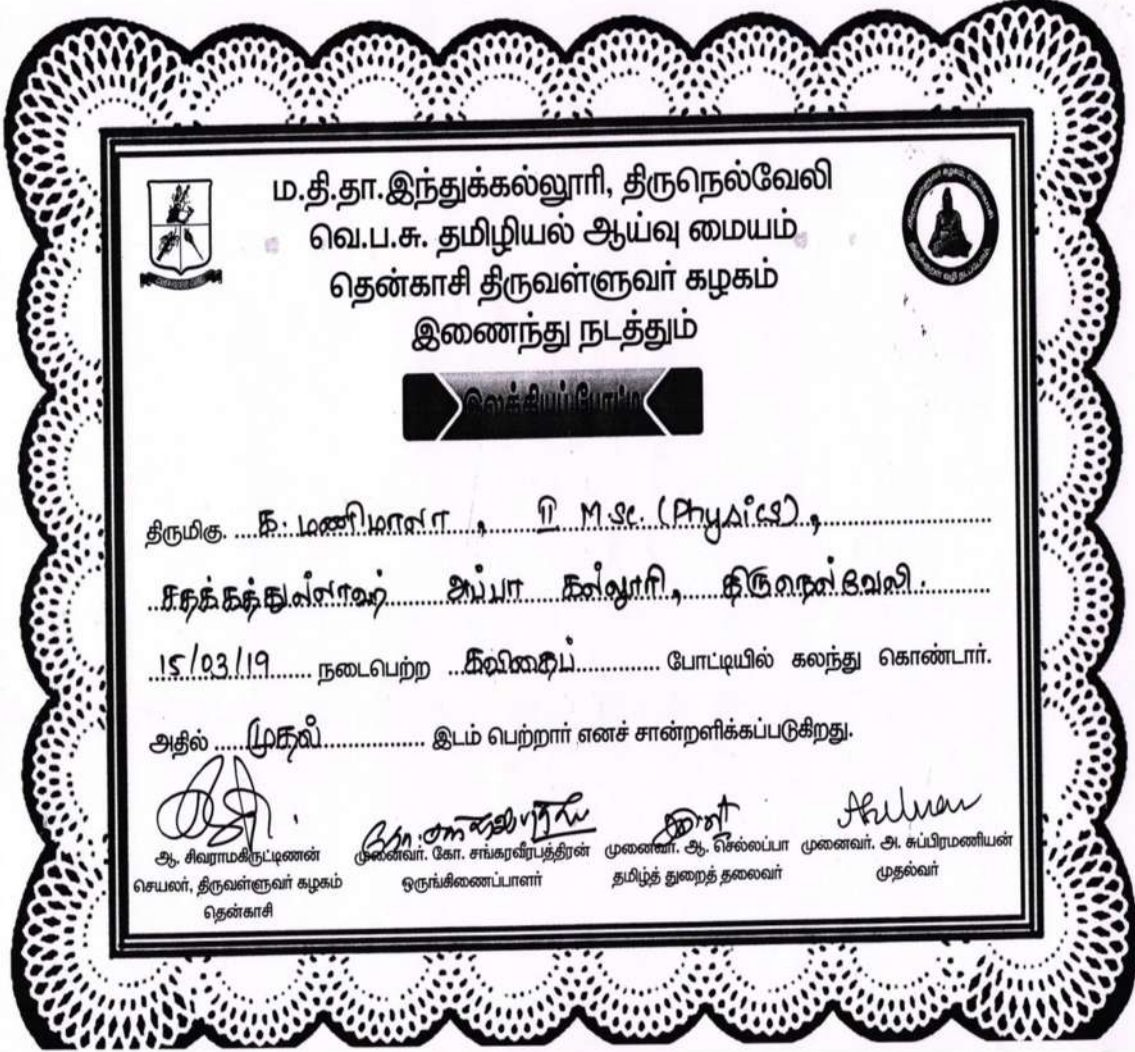 ம.தி.தா.இந்துக்கல்லூரி, திருநெல்வேலி
வெ.ப.சு. தமிழியல் ஆய்வு மையம்
தென்காசி திருவள்ளுவர் கழகம்
இணைந்து நடத்தும்
இலக்கியப்போட்டி
திருமிகு. க. மணிமாலா, II M.Sc. (Physics),
சதக்கத்துல்லாஹ் அப்பா கல்லூரி, திருநெல்வேலி.
15/03/19 நடைபெற்ற கவிதைப் போட்டியில் கலந்து கொண்டார்.
அதில் முதல் இடம் பெற்றார் எனச் சான்றளிக்கப்படுகிறது.
ஆ. சிவராமகிருட்டிணன் முனைவர். கோ. சங்கரவீரபத்திரன் முனைவர். ஆ. செல்லப்பா முனைவர். அ. சுப்பிரமணியன்
செயலர், திருவள்ளுவர் கழகம் ஒருங்கிணைப்பாளர் தமிழ்த் துறைத் தலைவர் முதல்வர்
தென்காசி